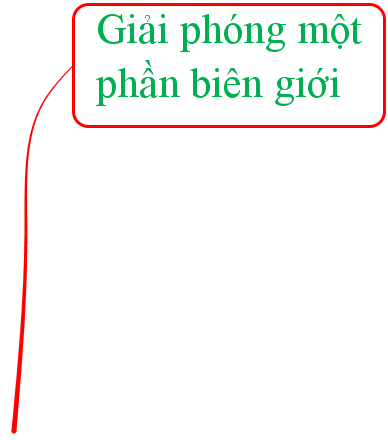 Giải phóng một
phần biên giới